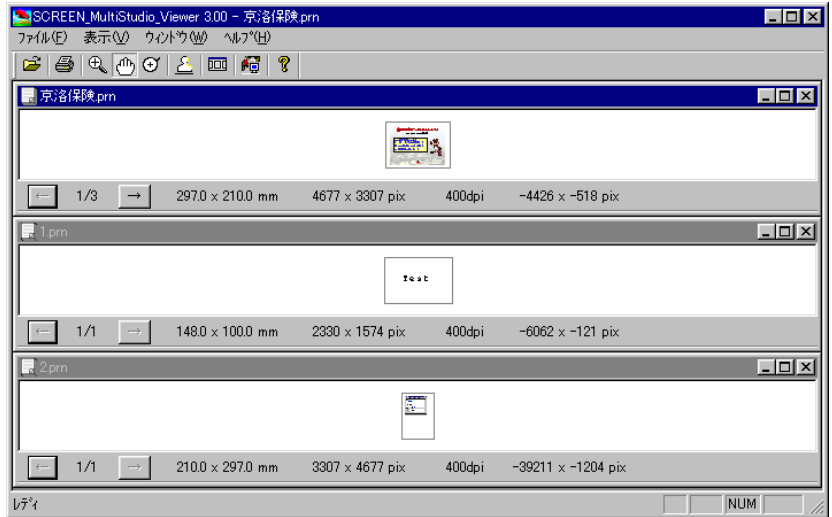 SCREEN_MultiStudio_Viewer 3.00 - 京洛保険.prn
ﾌｧｲﾙ(F) 表示(V) ｳｨﾝﾄﾞｳ(W) ﾍﾙﾌﾟ(H)
京洛保険.prn
← 1/3 → 297.0 x 210.0 mm 4677 x 3307 pix 400dpi -4426 x -518 pix
1.prn
Test
← 1/1 → 148.0 x 100.0 mm 2330 x 1574 pix 400dpi -6062 x -121 pix
2.prn
← 1/1 → 210.0 x 297.0 mm 3307 x 4677 pix 400dpi -39211 x -1204 pix
ﾚﾃﾞｨ NUM